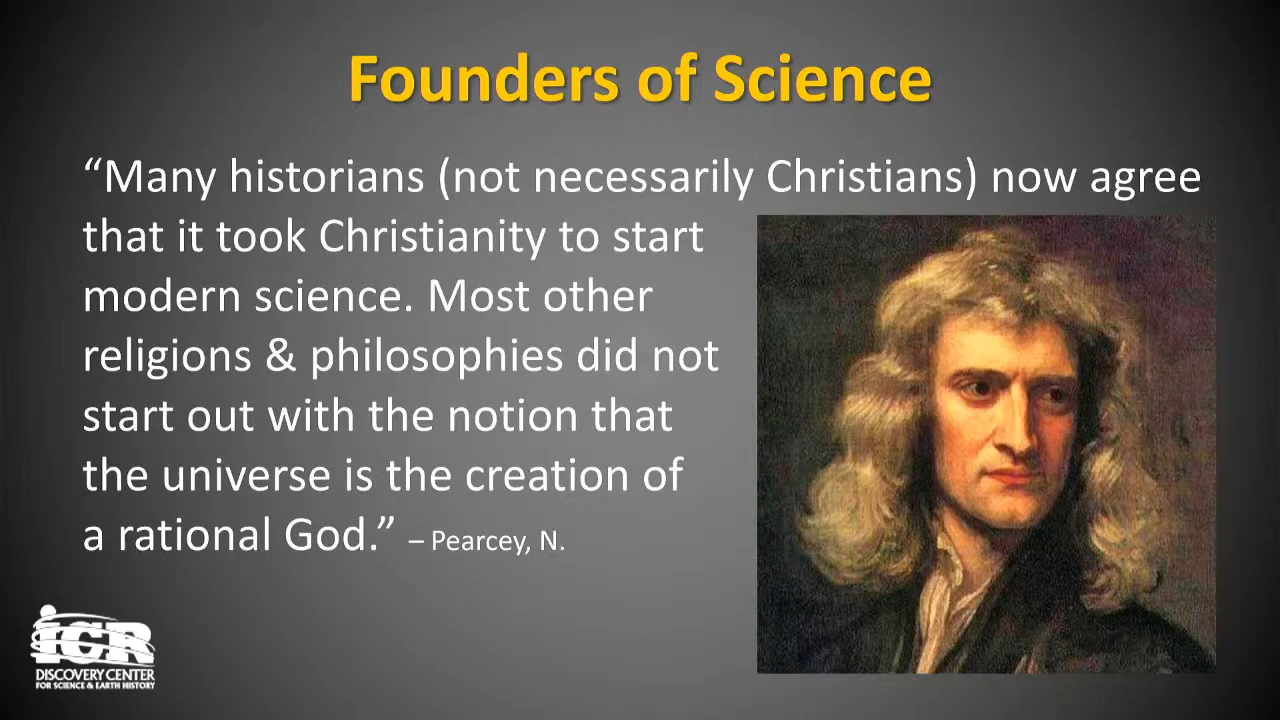 Founders of Science
“Many historians (not necessarily Christians) now agree
that it took Christianity to start
modern science. Most other
religions & philosophies did not
start out with the notion that
the universe is the creation of
a rational God.” – Pearcey, N.
ICR
DISCOVERY CENTER
FOR SCIENCE & EARTH HISTORY